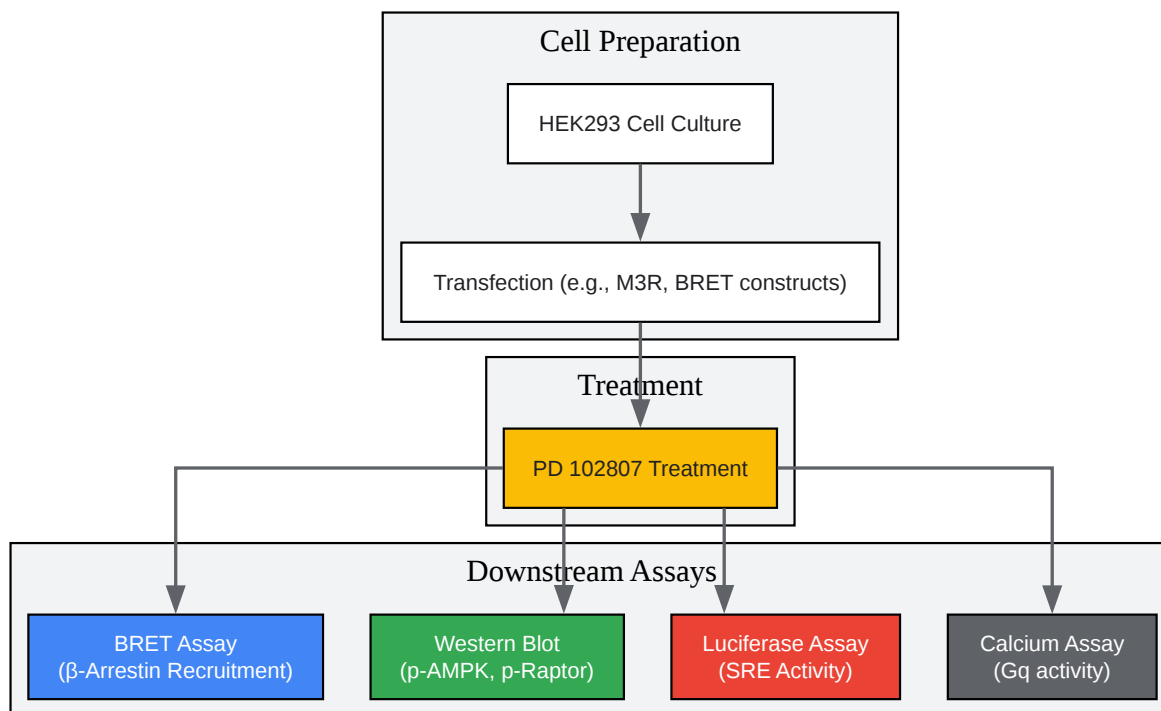 Cell Preparation
HEK293 Cell Culture
Transfection (e.g., M3R, BRET constructs)
Treatment
PD 102807 Treatment
Downstream Assays
BRET Assay
(β-Arrestin Recruitment)
Western Blot
(p-AMPK, p-Raptor)
Luciferase Assay
(SRE Activity)
Calcium Assay
(Gq activity)